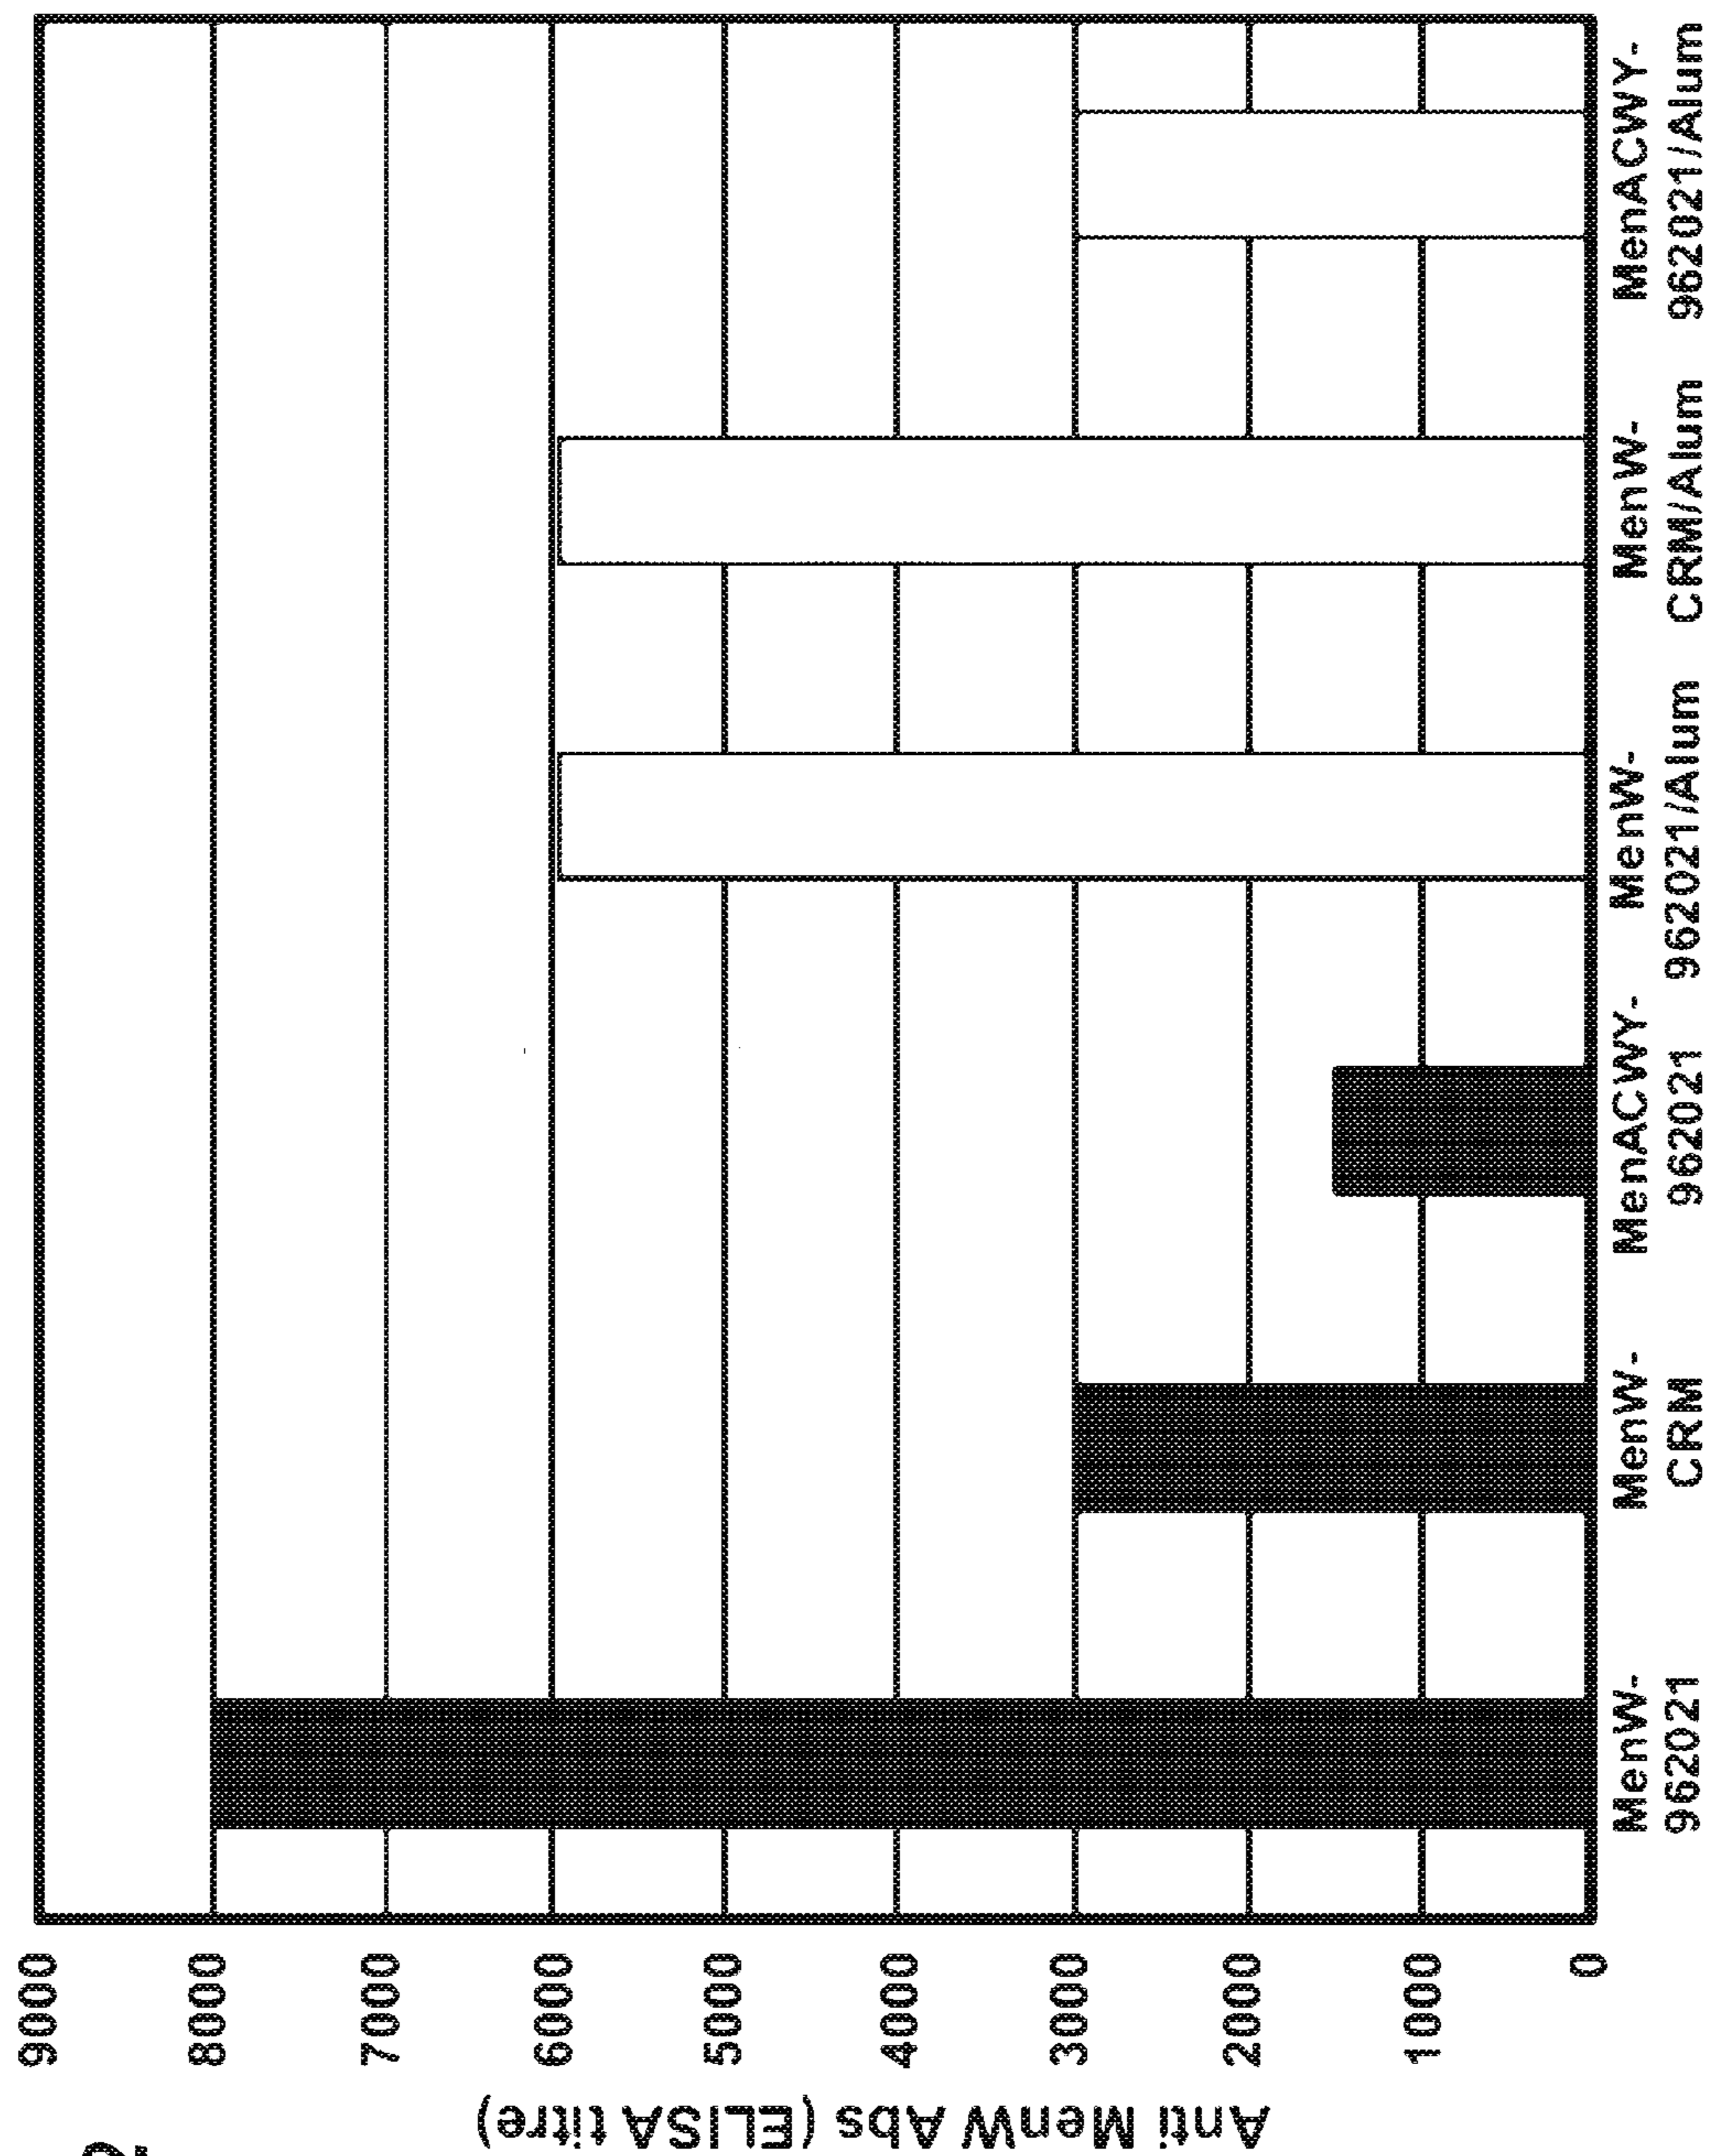 Anti MenW Abs (ELISA titre)
9000
8000
7000
6000
5000
4000
3000
2000
1000
0
MenW-
962021
MenW-
CRM
MenACWY-
962021
MenW-
962021/Alum
MenW-
CRM/Alum
MenACWY-
962021/Alum